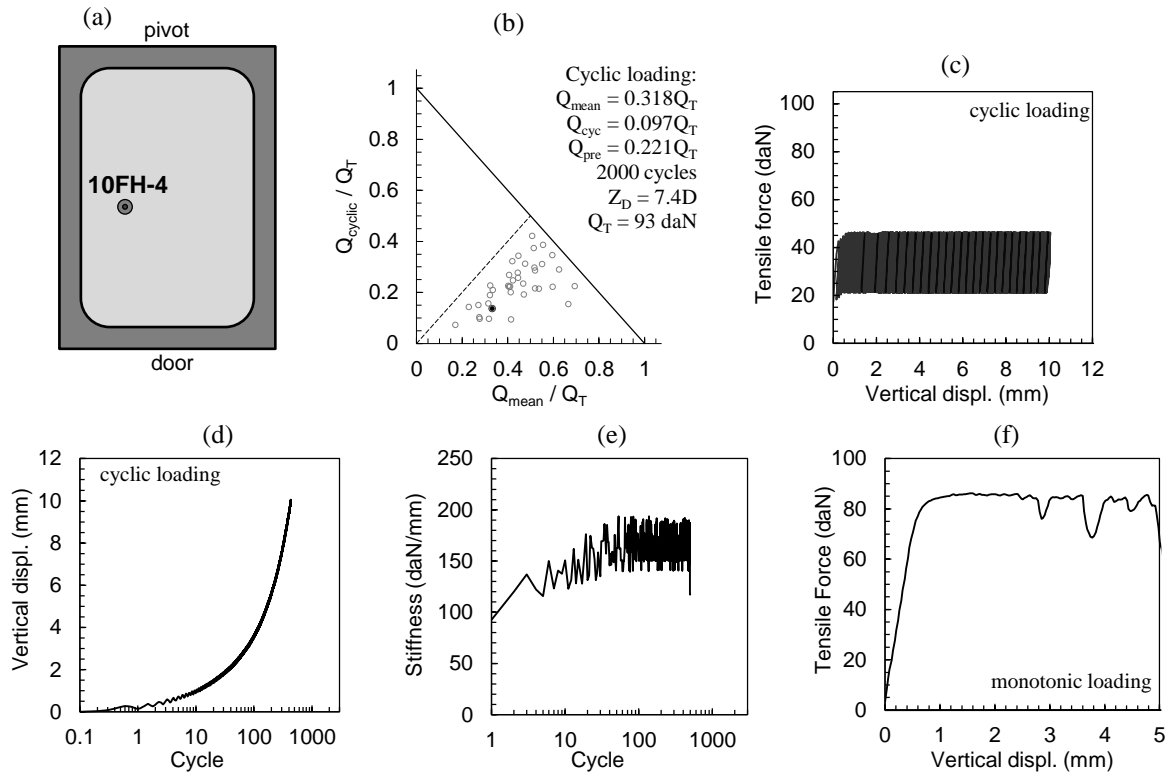 (a)
pivot
10FH-4
door
(b)
Cyclic loading:
Q_mean = 0.318Q_T
Q_cyc = 0.097Q_T
Q_pre = 0.221Q_T
2000 cycles
Z_D = 7.4D
Q_T = 93 daN
Q_cyclic / Q_T
1
0.8
0.6
0.4
0.2
0
0 0.2 0.4 0.6 0.8 1
Q_mean / Q_T
(c)
cyclic loading
Tensile force (daN)
100
80
60
40
20
0
0 2 4 6 8 10 12
Vertical displ. (mm)
(d)
cyclic loading
Vertical displ. (mm)
12
10
8
6
4
2
0
0.1 1 10 100 1000
Cycle
(e)
Stiffness (daN/mm)
250
200
150
100
50
0
1 10 100 1000
Cycle
(f)
Tensile Force (daN)
100
80
60
40
20
0
monotonic loading
0 1 2 3 4 5
Vertical displ. (mm)